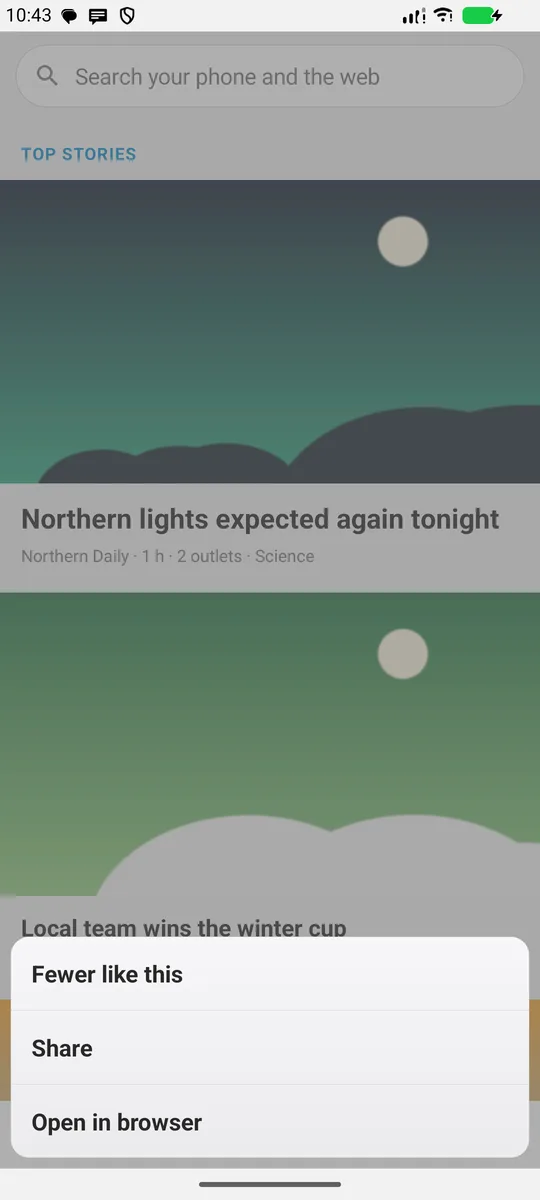 10:43
Search your phone and the web
TOP STORIES
Northern lights expected again tonight
Northern Daily · 1 h · 2 outlets · Science
Local team wins the winter cup
Fewer like this
Share
Open in browser